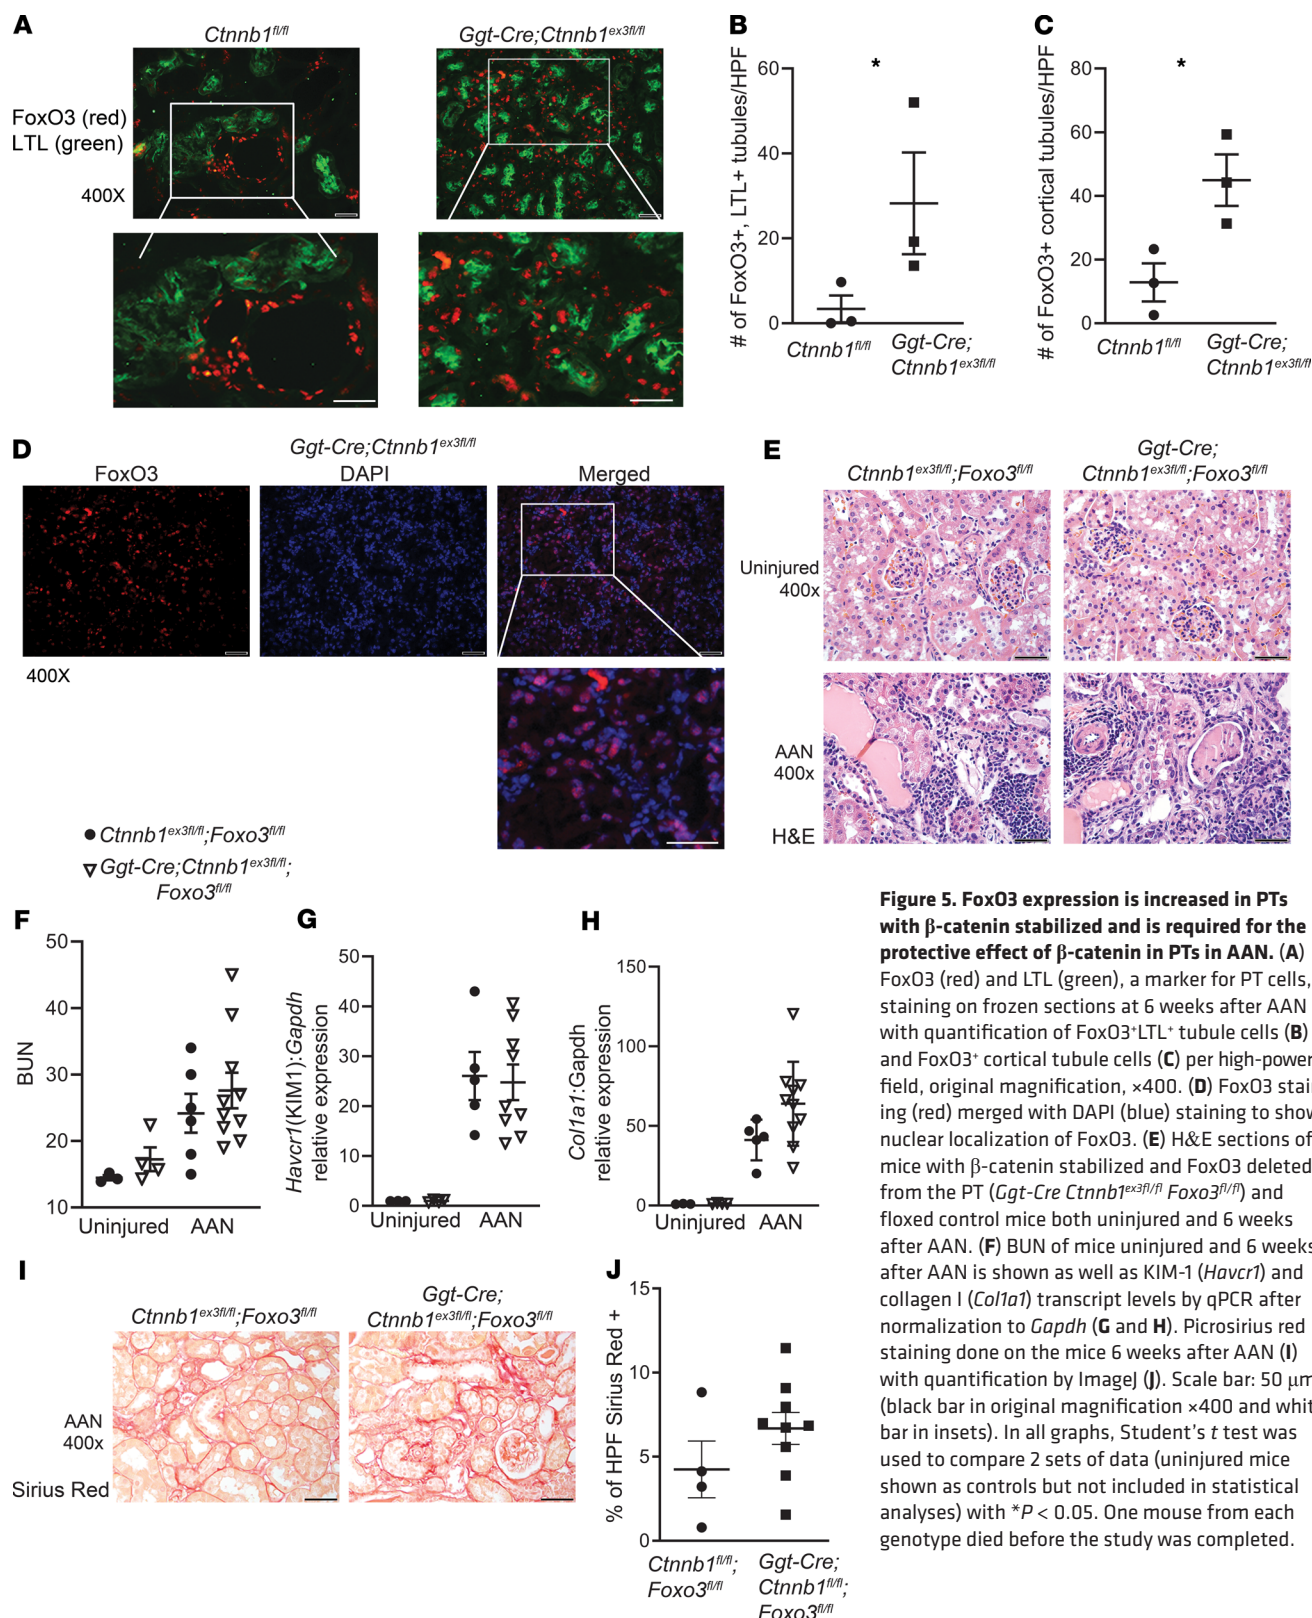 A
Ctnnb1fl/fl
Ggt-Cre;Ctnnb1ex3fl/fl
FoxO3 (red)
LTL (green)
400X
B
# of FoxO3+, LTL+ tubules/HPF
60
40
20
0
*
Ctnnb1fl/fl
Ggt-Cre;
Ctnnb1ex3fl/fl
C
# of FoxO3+ cortical tubules/HPF
80
60
40
20
0
*
Ctnnb1fl/fl
Ggt-Cre;
Ctnnb1ex3fl/fl
D
Ggt-Cre;Ctnnb1ex3fl/fl
FoxO3
DAPI
Merged
400X
E
Ctnnb1ex3fl/fl;Foxo3fl/fl
Ggt-Cre;
Ctnnb1ex3fl/fl;Foxo3fl/fl
Uninjured
400x
AAN
400x
H&E
Ctnnb1ex3fl/fl;Foxo3fl/fl
Ggt-Cre;Ctnnb1ex3fl/fl;
Foxo3fl/fl
F
BUN
50
40
30
20
10
Uninjured
AAN
G
Havcr1(KIM1):Gapdh
relative expression
50
40
30
20
10
0
Uninjured
AAN
H
Col1a1:Gapdh
relative expression
150
100
50
0
Uninjured
AAN
I
Ctnnb1ex3fl/fl;Foxo3fl/fl
Ggt-Cre;
Ctnnb1ex3fl/fl;Foxo3fl/fl
AAN
400x
Sirius Red
J
% of HPF Sirius Red +
15
10
5
0
Ctnnb1fl/fl;
Foxo3fl/fl
Ggt-Cre;
Ctnnb1fl/fl;
Foxo3fl/fl
Figure 5. FoxO3 expression is increased in PTs
with β-catenin stabilized and is required for the
protective effect of β-catenin in PTs in AAN. (A)
FoxO3 (red) and LTL (green), a marker for PT cells,
staining on frozen sections at 6 weeks after AAN
with quantification of FoxO3+LTL+ tubule cells (B)
and FoxO3+ cortical tubule cells (C) per high-power
field, original magnification, ×400. (D) FoxO3 stain
ing (red) merged with DAPI (blue) staining to show
nuclear localization of FoxO3. (E) H&E sections of
mice with β-catenin stabilized and FoxO3 deleted
from the PT (Ggt-Cre Ctnnb1ex3fl/fl Foxo3fl/fl) and
floxed control mice both uninjured and 6 weeks
after AAN. (F) BUN of mice uninjured and 6 weeks
after AAN is shown as well as KIM-1 (Havcr1) and
collagen I (Col1a1) transcript levels by qPCR after
normalization to Gapdh (G and H). Picrosirius red
staining done on the mice 6 weeks after AAN (I)
with quantification by ImageJ (J). Scale bar: 50 μm
(black bar in original magnification ×400 and whit
bar in insets). In all graphs, Student's t test was
used to compare 2 sets of data (uninjured mice
shown as controls but not included in statistical
analyses) with *P < 0.05. One mouse from each
genotype died before the study was completed.